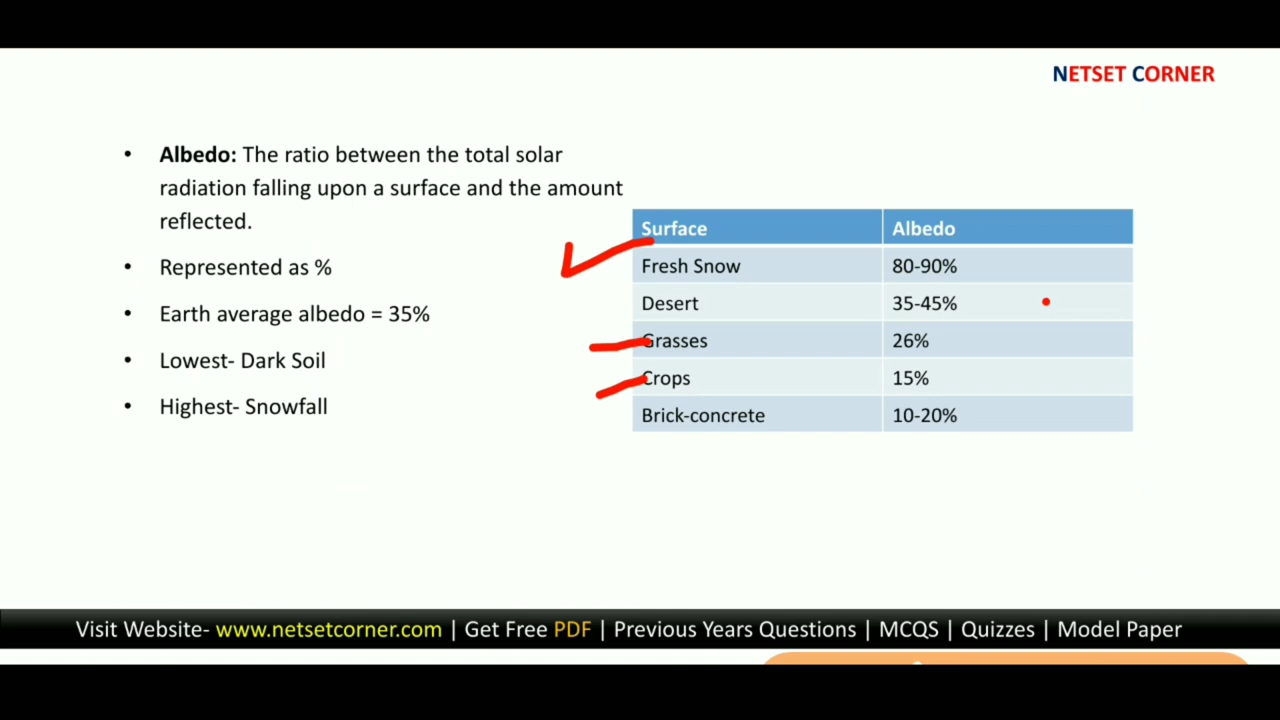 NETSET CORNER
• Albedo: The ratio between the total solar
radiation falling upon a surface and the amount
reflected.
• Represented as %
• Earth average albedo = 35%
• Lowest- Dark Soil
• Highest- Snowfall
Surface Albedo
Fresh Snow 80-90%
Desert 35-45%
Grasses 26%
Crops 15%
Brick-concrete 10-20%
Visit Website- www.netsetcorner.com | Get Free PDF | Previous Years Questions | MCQS | Quizzes | Model Paper